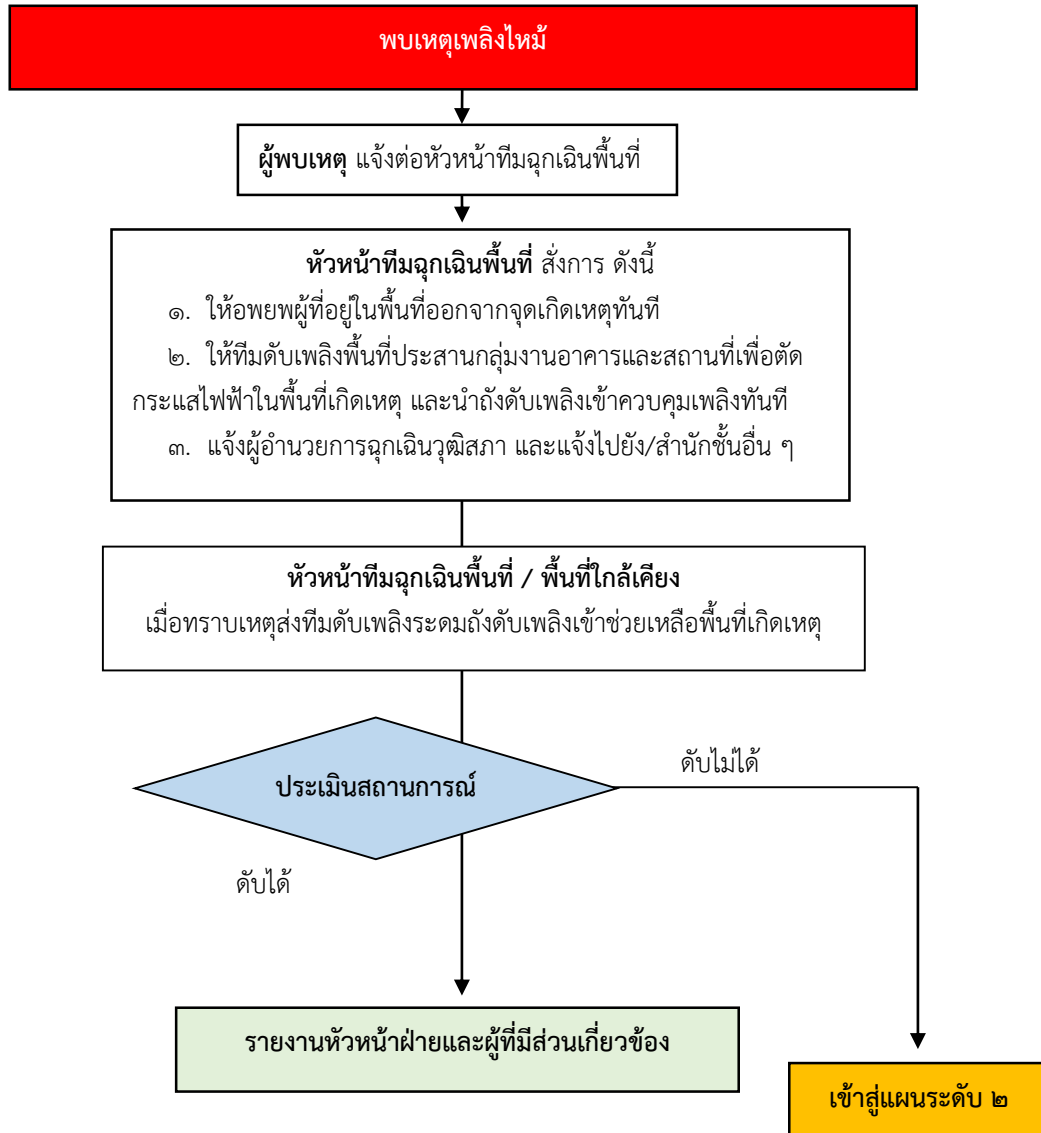 พบเหตุเพลิงไหม้
ผู้พบเหตุ แจ้งต่อหัวหน้าทีมฉุกเฉินพื้นที่
หัวหน้าทีมฉุกเฉินพื้นที่ สั่งการ ดังนี้
๑. ให้อพยพผู้ที่อยู่ในพื้นที่ออกจากจุดเกิดเหตุทันที
๒. ให้ทีมดับเพลิงพื้นที่ประสานกลุ่มงานอาคารและสถานที่เพื่อตัด
กระแสไฟฟ้าในพื้นที่เกิดเหตุ และนำถังดับเพลิงเข้าควบคุมเพลิงทันที
๓. แจ้งผู้อำนวยการฉุกเฉินวุฒิสภา และแจ้งไปยัง/สำนักชั้นอื่น ๆ
หัวหน้าทีมฉุกเฉินพื้นที่ / พื้นที่ใกล้เคียง
เมื่อทราบเหตุส่งทีมดับเพลิงระดมถังดับเพลิงเข้าช่วยเหลือพื้นที่เกิดเหตุ
ดับไม่ได้
ประเมินสถานการณ์
ดับได้
รายงานหัวหน้าฝ่ายและผู้ที่มีส่วนเกี่ยวข้อง
เข้าสู่แผนระดับ ๒